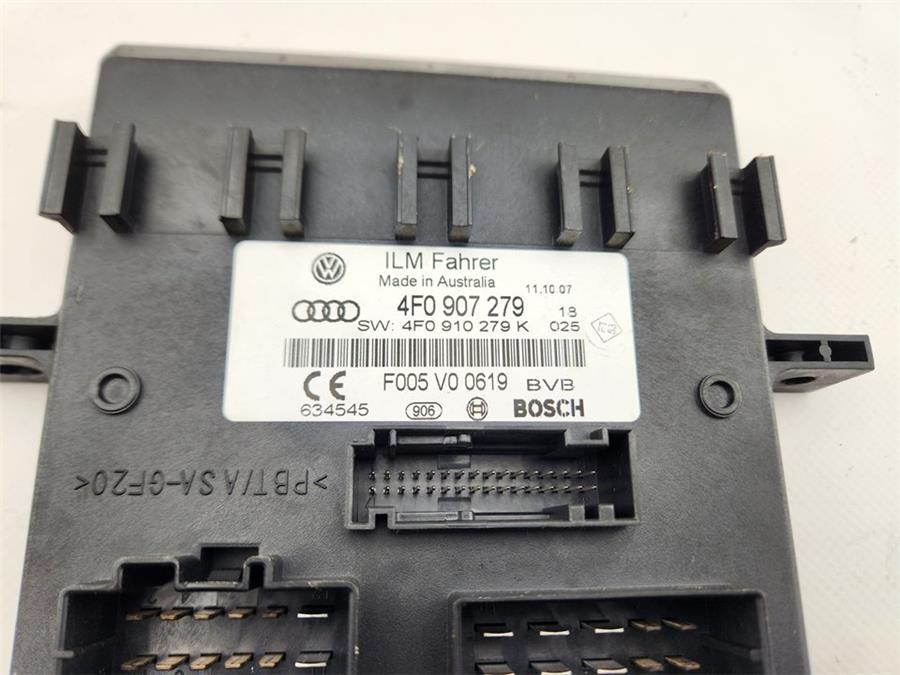 ILM Fahrer
Made in Australia 11.10.07
4F0 907 279 18
SW: 4F0 910 279 K 025
F005 V0 0619 BVB
634545 906 BOSCH
>PBT/ASA-GF20<